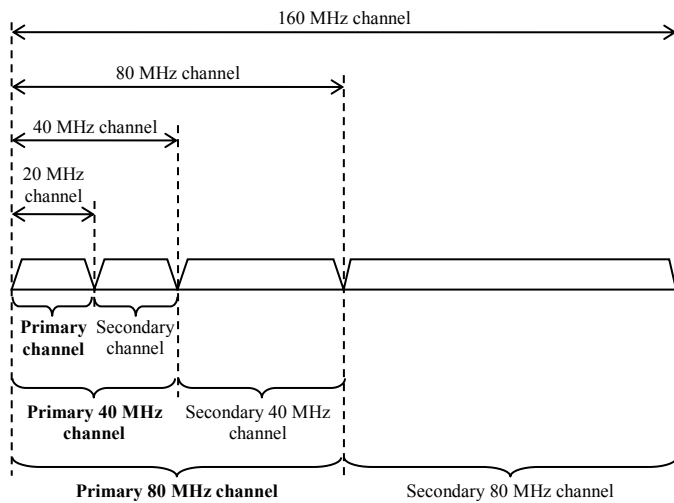 160 MHz channel
80 MHz channel
40 MHz channel
20 MHz
channel
Primary
channel
Secondary
channel
Primary 40 MHz
channel
Secondary 40 MHz
channel
Primary 80 MHz channel
Secondary 80 MHz channel